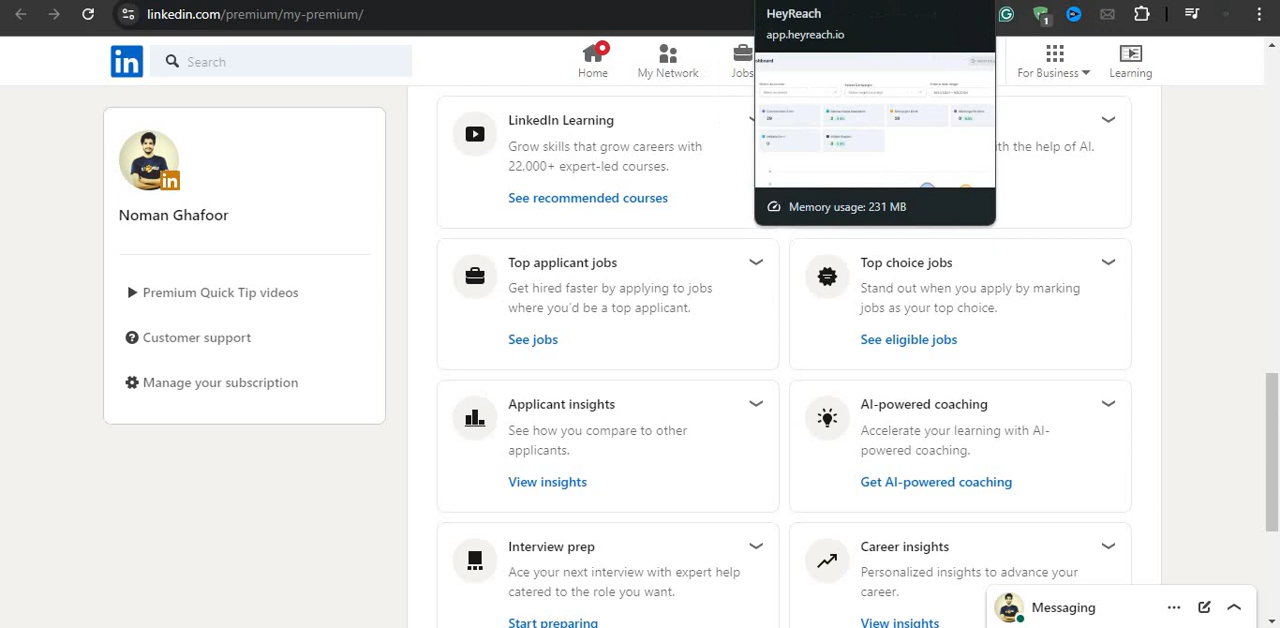 linkedin.com/premium/my-premium/
HeyReach
app.heyreach.io
1
in
Search
Home
My Network
Jobs
For Business
Learning
Memory usage: 231 MB
in
Noman Ghafoor
Premium Quick Tip videos
Customer support
Manage your subscription
LinkedIn Learning
Grow skills that grow careers with
22,000+ expert-led courses.
See recommended courses
th the help of AI.
Top applicant jobs
Get hired faster by applying to jobs
where you'd be a top applicant.
See jobs
Top choice jobs
Stand out when you apply by marking
jobs as your top choice.
See eligible jobs
Applicant insights
See how you compare to other
applicants.
View insights
AI-powered coaching
Accelerate your learning with AI-
powered coaching.
Get AI-powered coaching
Interview prep
Ace your next interview with expert help
catered to the role you want.
Start preparing
Career insights
Personalized insights to advance your
career.
View insights
Messaging